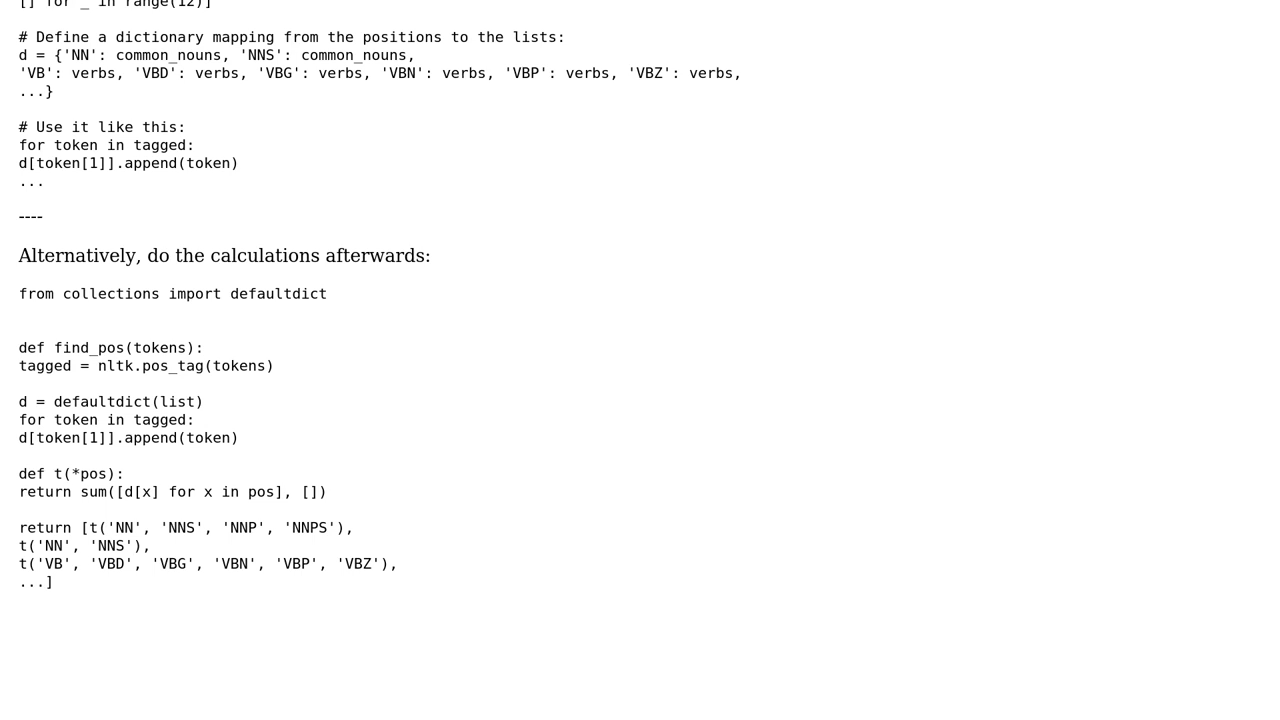 [] for _ in range(12)]
# Define a dictionary mapping from the positions to the lists:
d = {'NN': common_nouns, 'NNS': common_nouns,
'VB': verbs, 'VBD': verbs, 'VBG': verbs, 'VBN': verbs, 'VBP': verbs, 'VBZ': verbs,
...}
# Use it like this:
for token in tagged:
d[token[1]].append(token)
...
----
Alternatively, do the calculations afterwards:
from collections import defaultdict
def find_pos(tokens):
tagged = nltk.pos_tag(tokens)
d = defaultdict(list)
for token in tagged:
d[token[1]].append(token)
def t(*pos):
return sum([d[x] for x in pos], [])
return [t('NN', 'NNS', 'NNP', 'NNPS'),
t('NN', 'NNS'),
t('VB', 'VBD', 'VBG', 'VBN', 'VBP', 'VBZ'),
...]